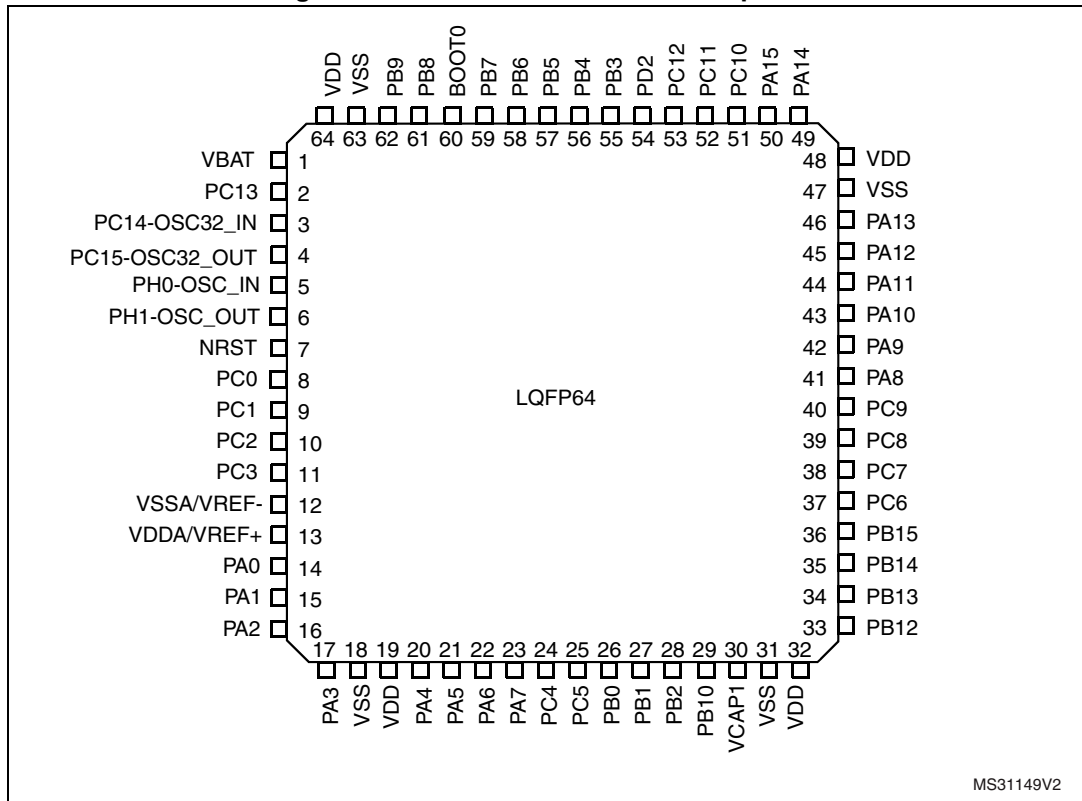 VDD
VSS
PB9
PB8
BOOT0
PB7
PB6
PB5
PB4
PB3
PD2
PC12
PC11
PC10
PA15
PA14
64 63 62 61 60 59 58 57 56 55 54 53 52 51 50 49
VBAT 1
PC13 2
PC14-OSC32_IN 3
PC15-OSC32_OUT 4
PH0-OSC_IN 5
PH1-OSC_OUT 6
NRST 7
PC0 8
PC1 9
PC2 10
PC3 11
VSSA/VREF- 12
VDDA/VREF+ 13
PA0 14
PA1 15
PA2 16
LQFP64
48 VDD
47 VSS
46 PA13
45 PA12
44 PA11
43 PA10
42 PA9
41 PA8
40 PC9
39 PC8
38 PC7
37 PC6
36 PB15
35 PB14
34 PB13
33 PB12
17 18 19 20 21 22 23 24 25 26 27 28 29 30 31 32
PA3
VSS
VDD
PA4
PA5
PA6
PA7
PC4
PC5
PB0
PB1
PB2
PB10
VCAP1
VSS
VDD
MS31149V2